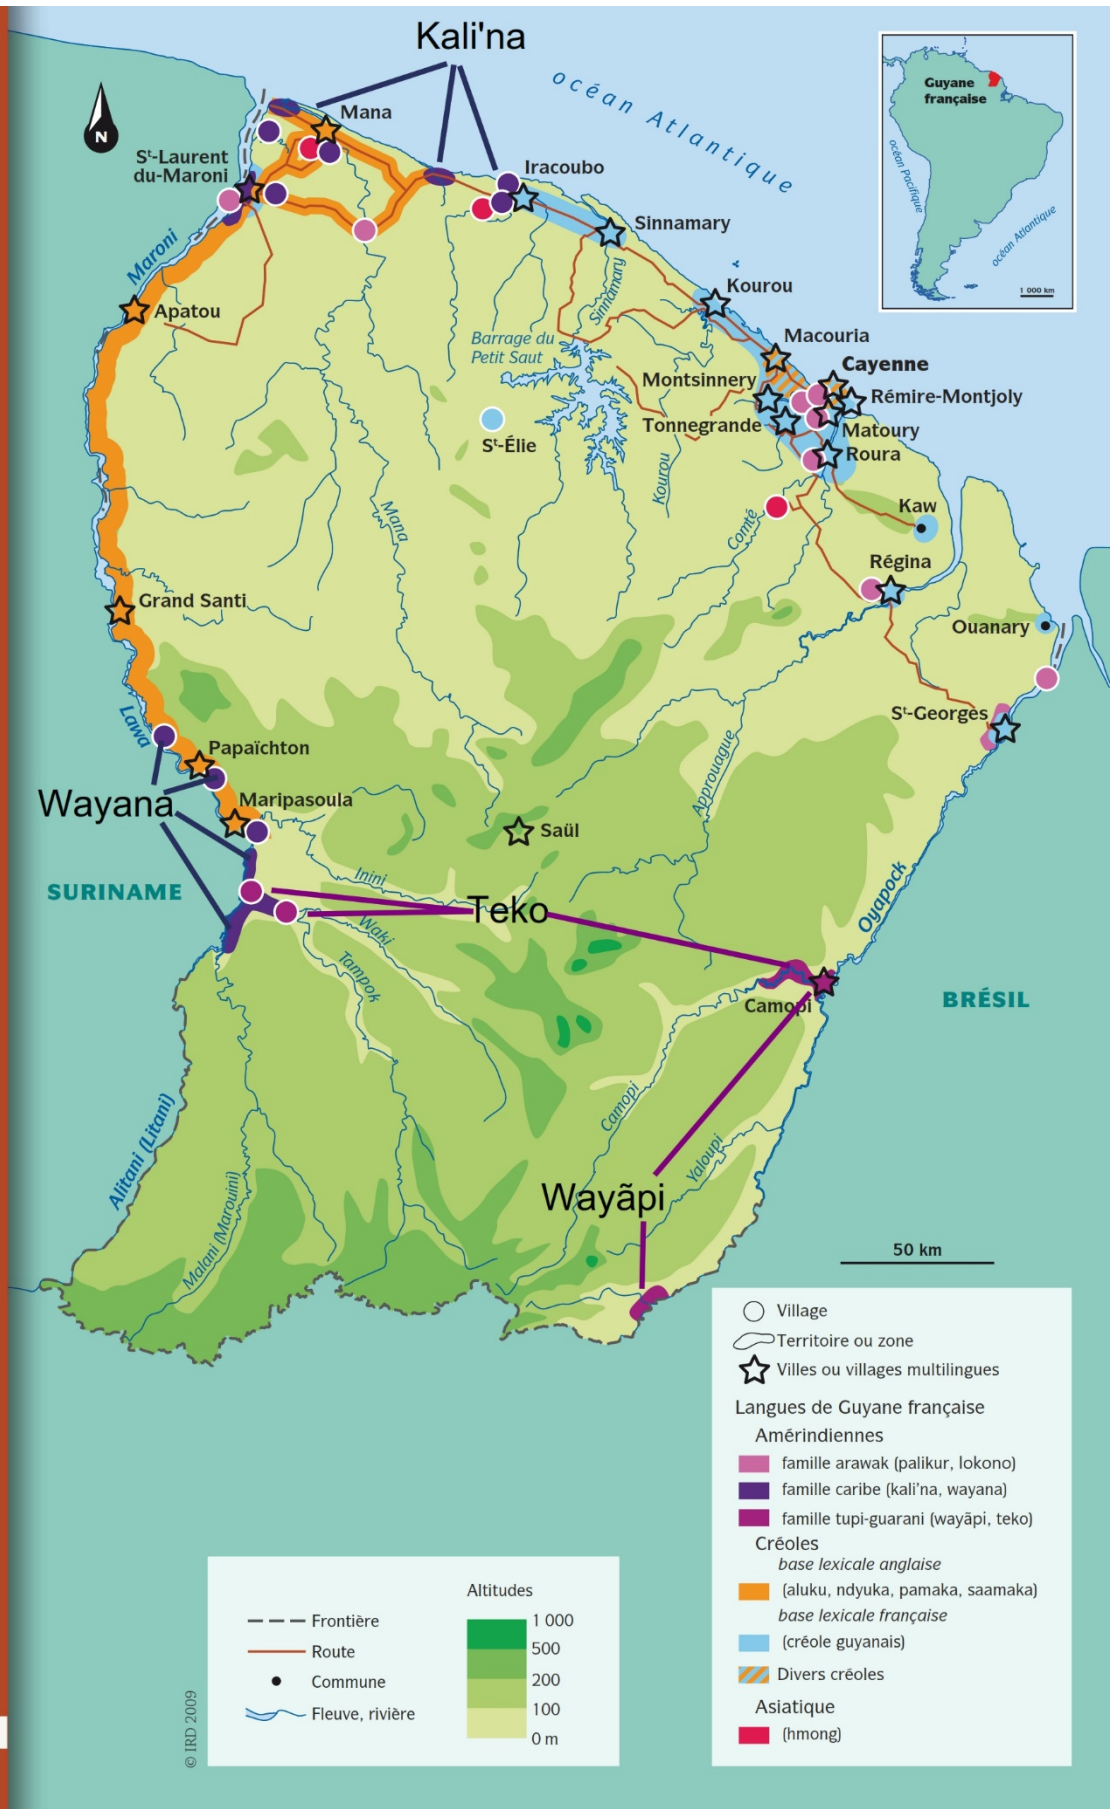 Kali'na
océan Atlantique
Guyane
française
océan Pacifique
océan Atlantique
1 000 km
N
Mana
St-Laurent
du-Maroni
Iracoubo
Sinnamary
Maroni
Sinnamary
Kourou
Apatou
Barrage du
Petit Saut
Macouria
Cayenne
Montsinnery
Rémire-Montjoly
Tonnegrande
Matoury
St-Élie
Roura
Kourou
Mana
Comté
Kaw
Régina
Grand Santi
Ouanary
Lawa
St-Georges
Papaïchton
Approuague
Wayana
Maripasoula
Saül
SURINAME
Inini
Oyapock
Teko
Waki
Tampok
Camopi
BRÉSIL
Camopi
Alitani (Litani)
Yaloupi
Malani (Marouini)
Wayãpi
50 km
Village
Territoire ou zone
Villes ou villages multilingues
Langues de Guyane française
Amérindiennes
famille arawak (palikur, lokono)
famille caribe (kali'na, wayana)
famille tupi-guarani (wayãpi, teko)
Créoles
base lexicale anglaise
(aluku, ndyuka, pamaka, saamaka)
base lexicale française
(créole guyanais)
Divers créoles
Asiatique
(hmong)
Frontière
Route
Commune
Fleuve, rivière
Altitudes
1 000
500
200
100
0 m
© IRD 2009